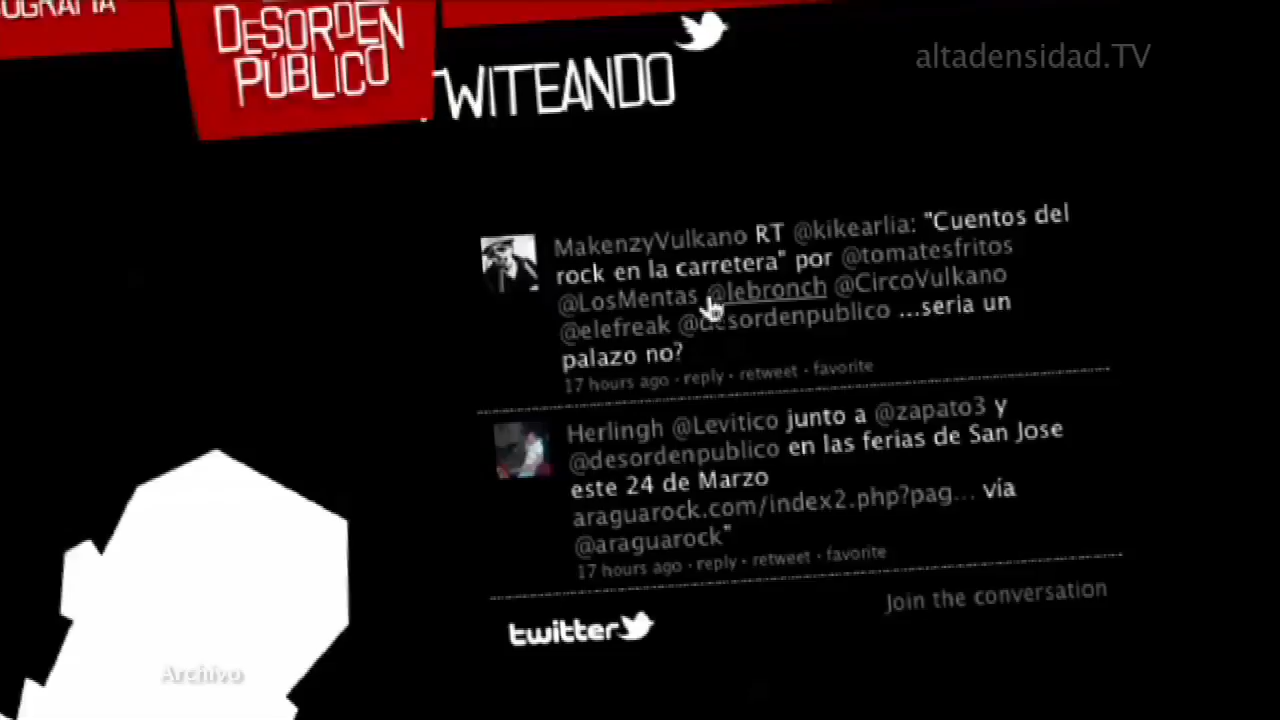 OGRAFIA
DESORDEN
PÚBLICO
TWITEANDO
altadensidad.TV
MakenzyVulkano RT @kikearlia: "Cuentos del
rock en la carretera" por @tomatesfritos
@LosMentas @lebronch @CircoVulkano
@elefreak @desordenpublico ...seria un
palazo no?
17 hours ago · reply · retweet · favorite
Herlingh @Levitico junto a @zapato3 y
@desordenpublico en las ferias de San Jose
este 24 de Marzo
araguarock.com/index2.php?pag... vía
@araguarock"
17 hours ago · reply · retweet · favorite
twitter
Join the conversation
Archivo